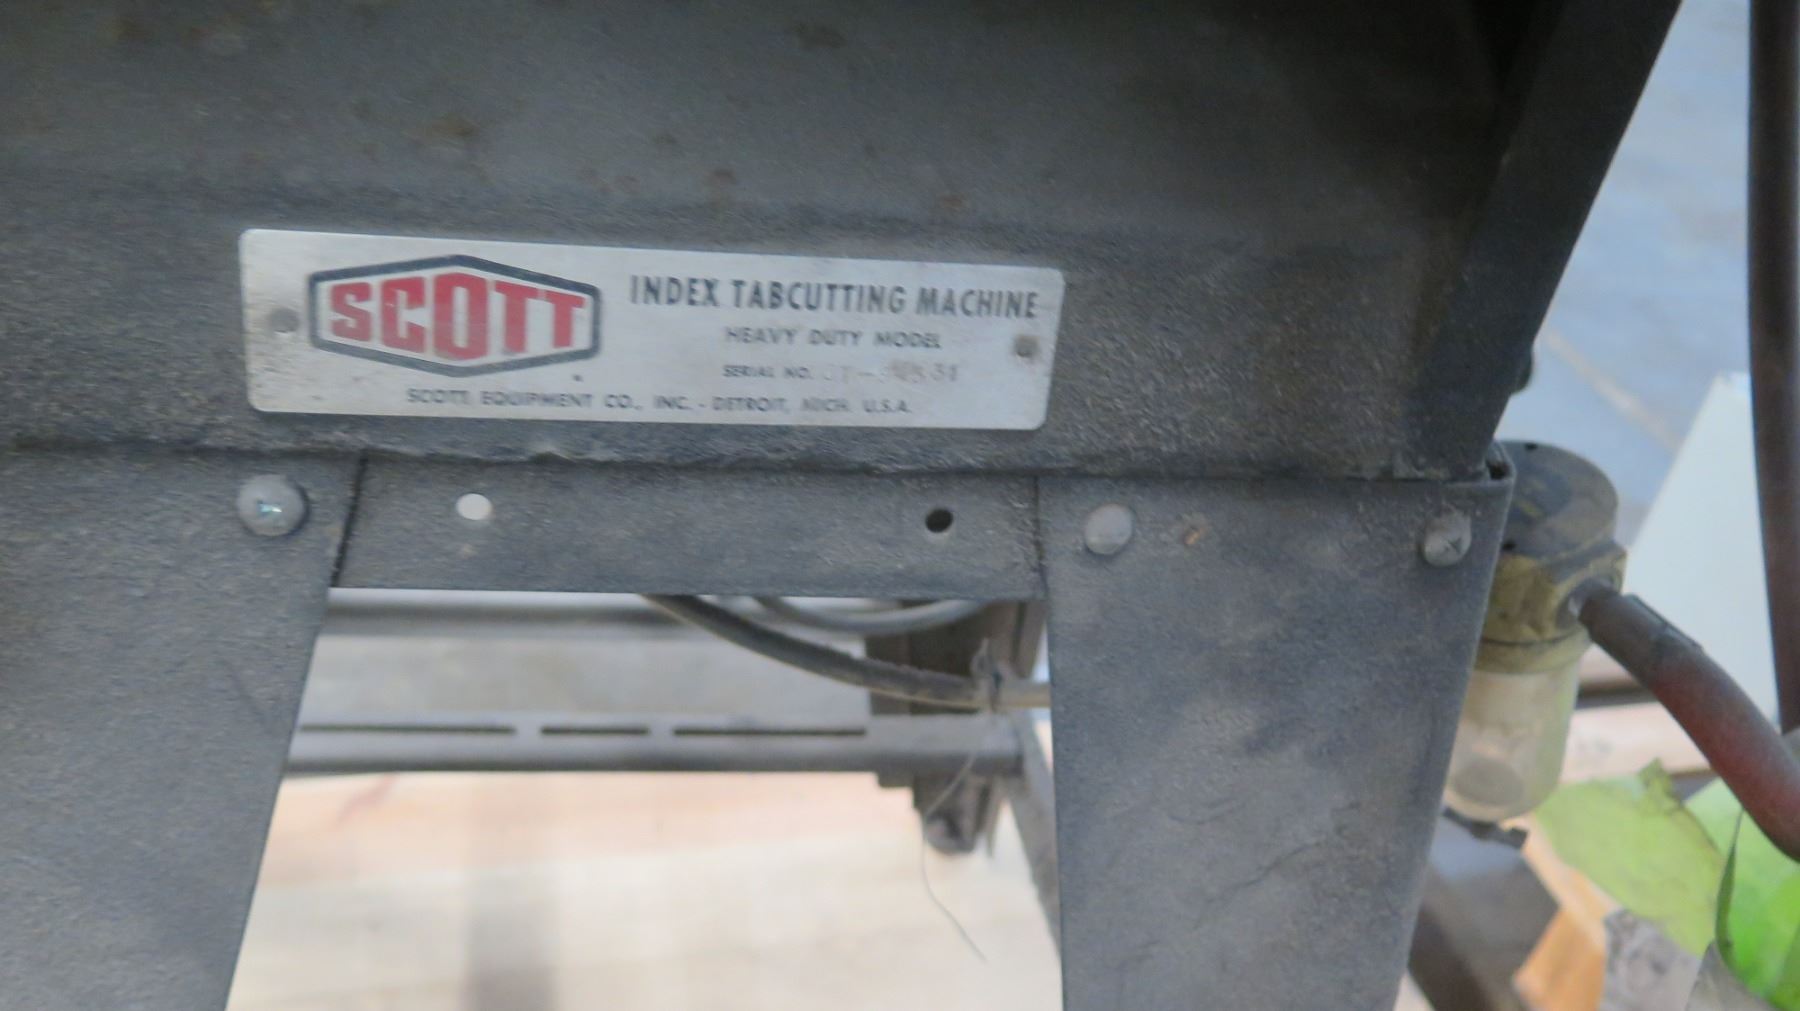 SCOTT
INDEX TABCUTTING MACHINE
HEAVY DUTY MODEL
SERIAL NO.
SCOTT EQUIPMENT CO., INC. - DETROIT, MICH. U.S.A.